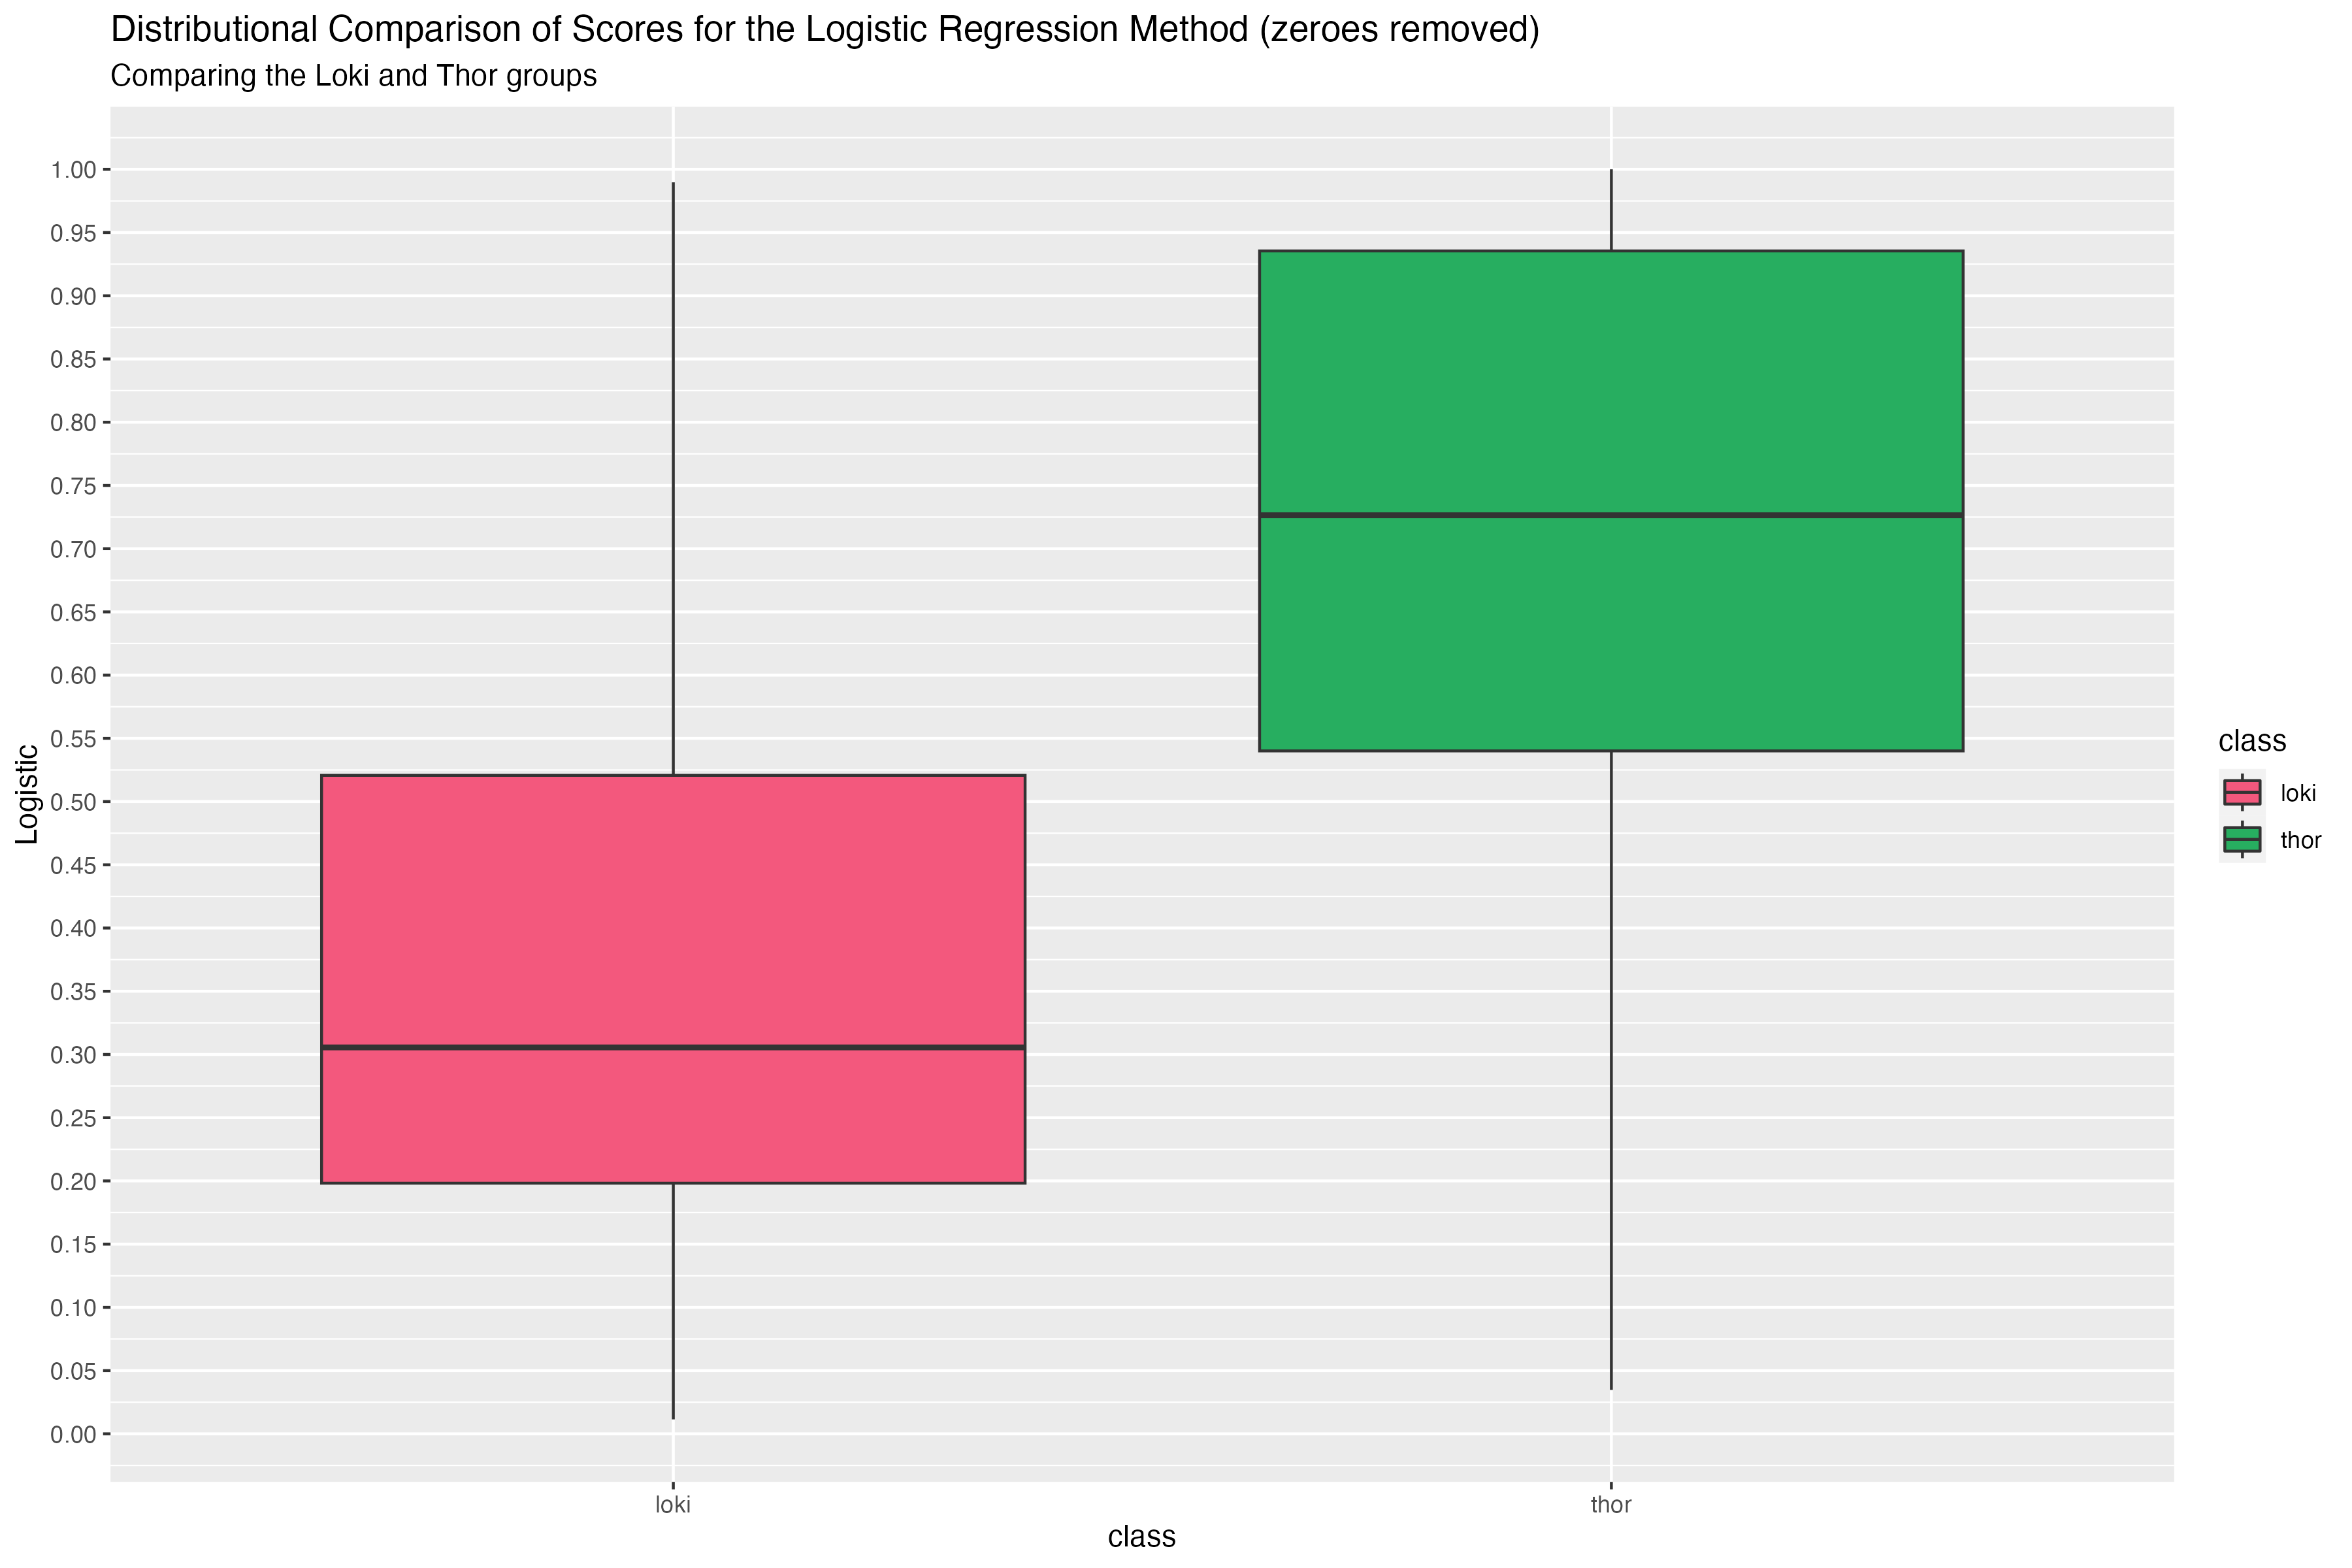 Distributional Comparison of Scores for the Logistic Regression Method (zeroes removed)
Comparing the Loki and Thor groups
Logistic
1.00
0.95
0.90
0.85
0.80
0.75
0.70
0.65
0.60
0.55
0.50
0.45
0.40
0.35
0.30
0.25
0.20
0.15
0.10
0.05
0.00
loki
thor
class
class
loki
thor